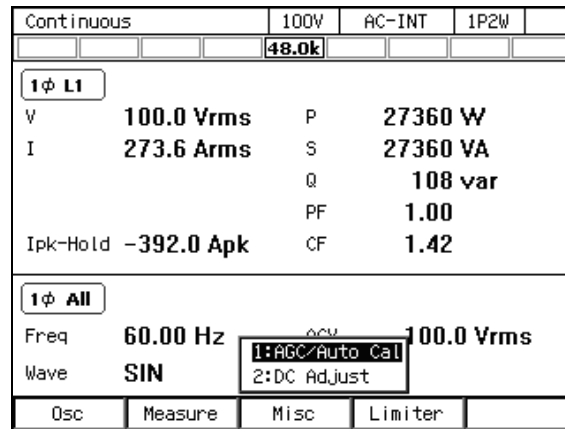 Continuous 100V AC-INT 1P2W
48.0k
1ϕ L1
V 100.0 Vrms P 27360 W
I 273.6 Arms S 27360 VA
Q 108 var
PF 1.00
Ipk-Hold -392.0 Apk CF 1.42
1ϕ All
Freq 60.00 Hz 100.0 Vrms
1:AGC/Auto Cal
Wave SIN 2:DC Adjust
Osc Measure Misc Limiter